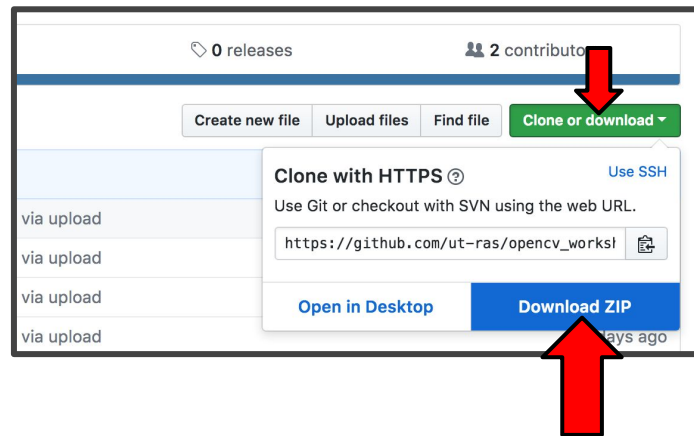 0 releases
2 contributo
Create new file Upload files Find file Clone or download
Clone with HTTPS Use SSH
Use Git or checkout with SVN using the web URL.
https://github.com/ut-ras/opencv_worksh
Open in Desktop Download ZIP
via upload
via upload
via upload
via upload ays ago